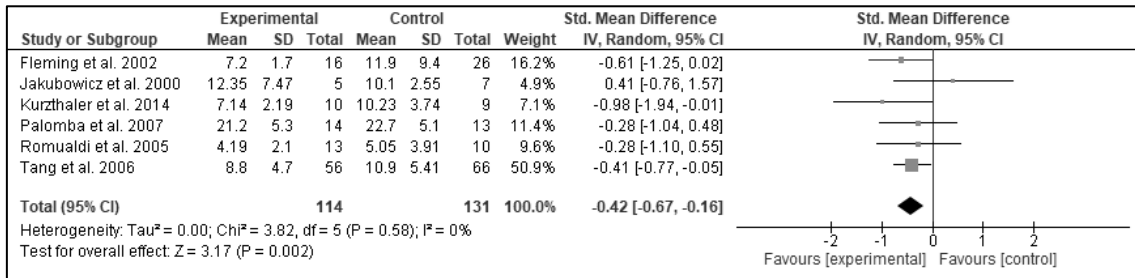 Experimental Control Std. Mean Difference Std. Mean Difference
Study or Subgroup Mean SD Total Mean SD Total Weight IV, Random, 95% CI IV, Random, 95% CI
Fleming et al. 2002 7.2 1.7 16 11.9 9.4 26 16.2% -0.61 [-1.25, 0.02]
Jakubowicz et al. 2000 12.35 7.47 5 10.1 2.55 7 4.9% 0.41 [-0.76, 1.57]
Kurzthaler et al. 2014 7.14 2.19 10 10.23 3.74 9 7.1% -0.98 [-1.94, -0.01]
Palomba et al. 2007 21.2 5.3 14 22.7 5.1 13 11.4% -0.28 [-1.04, 0.48]
Romualdi et al. 2005 4.19 2.1 13 5.05 3.91 10 9.6% -0.28 [-1.10, 0.55]
Tang et al. 2006 8.8 4.7 56 10.9 5.41 66 50.9% -0.41 [-0.77, -0.05]
Total (95% CI) 114 131 100.0% -0.42 [-0.67, -0.16]
Heterogeneity: Tau² = 0.00; Chi² = 3.82, df = 5 (P = 0.58); I² = 0%
Test for overall effect: Z = 3.17 (P = 0.002)
-2 -1 0 1 2
Favours [experimental] Favours [control]